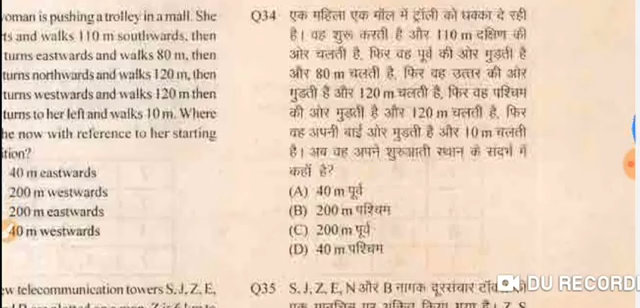 woman is pushing a trolley in a mall. She
ts and walks 110 m southwards, then
turns eastwards and walks 80 m, then
turns northwards and walks 120 m, then
turns westwards and walks 120 m then
turns to her left and walks 10 m. Where
he now with reference to her starting
ition?
40 m eastwards
200 m westwards
200 m eastwards
40 m westwards
ew telecommunication towers S, J, Z, E,
Q34 एक महिला एक मॉल में ट्रॉली को धक्का दे रही
है। वह शुरू करती है और 110 m दक्षिण की
ओर चलती है, फिर वह पूर्व की ओर मुड़ती है
और 80 m चलती है, फिर वह उत्तर की ओर
मुड़ती है और 120 m चलती है, फिर वह पश्चिम
की ओर मुड़ती है और 120 m चलती है, फिर
वह अपनी बाईं ओर मुड़ती है और 10 m चलती
है। अब वह अपने शुरुआती स्थान के संदर्भ में
कहाँ है?
(A) 40 m पूर्व
(B) 200 m पश्चिम
(C) 200 m पूर्व
(D) 40 m पश्चिम
Q35 S, J, Z, E, N और B नामक दूरसंचार
DU RECORD